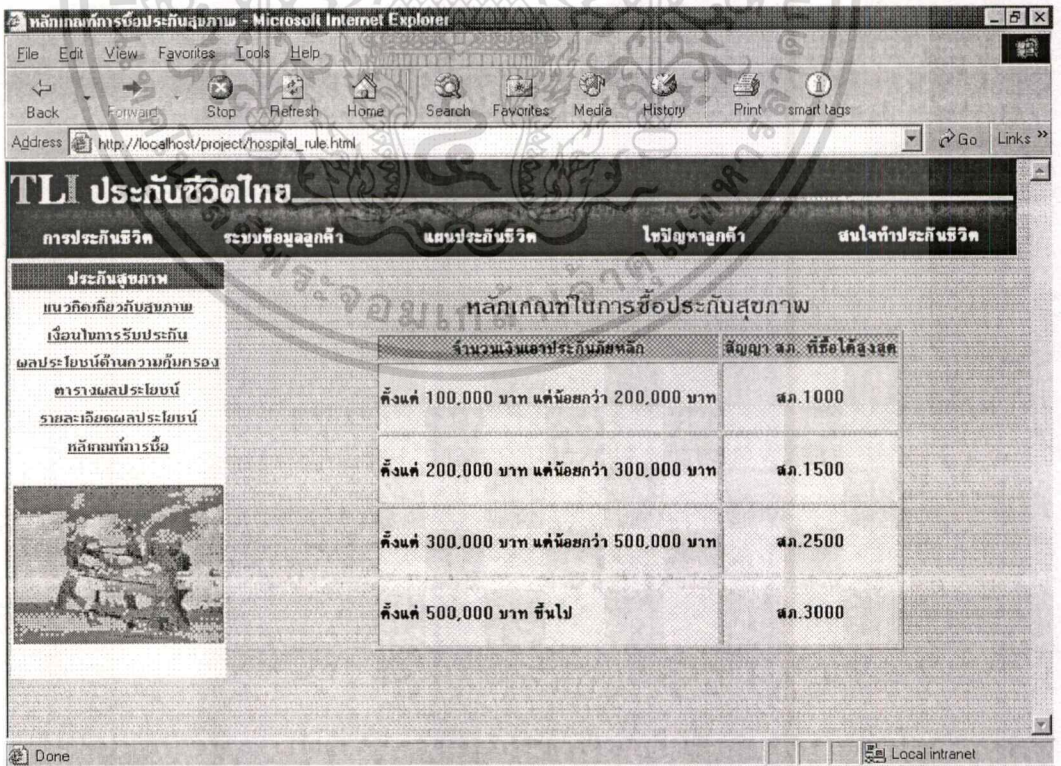 หลักเกณฑ์การซื้อประกันสุขภาพ - Microsoft Internet Explorer
File Edit View Favorites Tools Help
Back Forward Stop Refresh Home Search Favorites Media History Print smart tags
Address http://localhost/project/hospital_rule.html Go Links »
TLI ประกันชีวิตไทย
การประกันชีวิต ระบบข้อมูลลูกค้า แผนประกันชีวิต ไขปัญหาลูกค้า สนใจทำประกันชีวิต
ประกันสุขภาพ
แนวคิดเกี่ยวกับสุขภาพ
เงื่อนไขการรับประกัน
ผลประโยชน์ด้านความคุ้มครอง
ตารางผลประโยชน์
รายละเอียดผลประโยชน์
หลักเกณฑ์การซื้อ
หลักเกณฑ์ในการซื้อประกันสุขภาพ
จำนวนเงินเอาประกันภัยหลัก สัญญา สภ. ที่ซื้อได้สูงสุด
ตั้งแต่ 100,000 บาท แต่น้อยกว่า 200,000 บาท สภ.1000
ตั้งแต่ 200,000 บาท แต่น้อยกว่า 300,000 บาท สภ.1500
ตั้งแต่ 300,000 บาท แต่น้อยกว่า 500,000 บาท สภ.2500
ตั้งแต่ 500,000 บาท ขึ้นไป สภ.3000
Done Local intranet